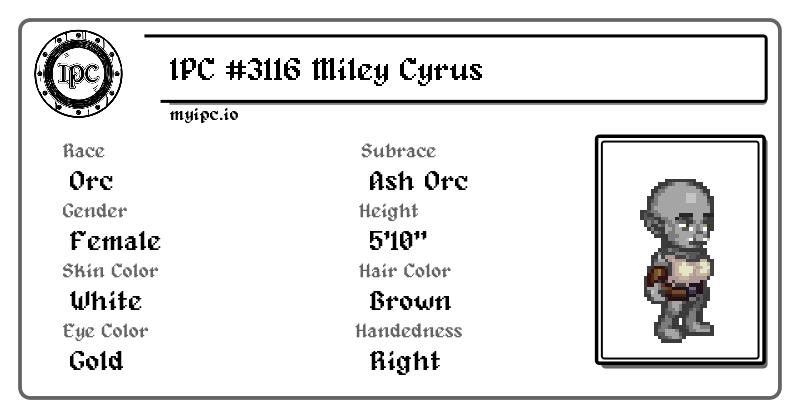 IPC
IPC #3116 Miley Cyrus
myipc.io
Race
Subrace
Orc
Ash Orc
Gender
Height
Female
5'10"
Skin Color
Hair Color
White
Brown
Eye Color
Handedness
Gold
Right